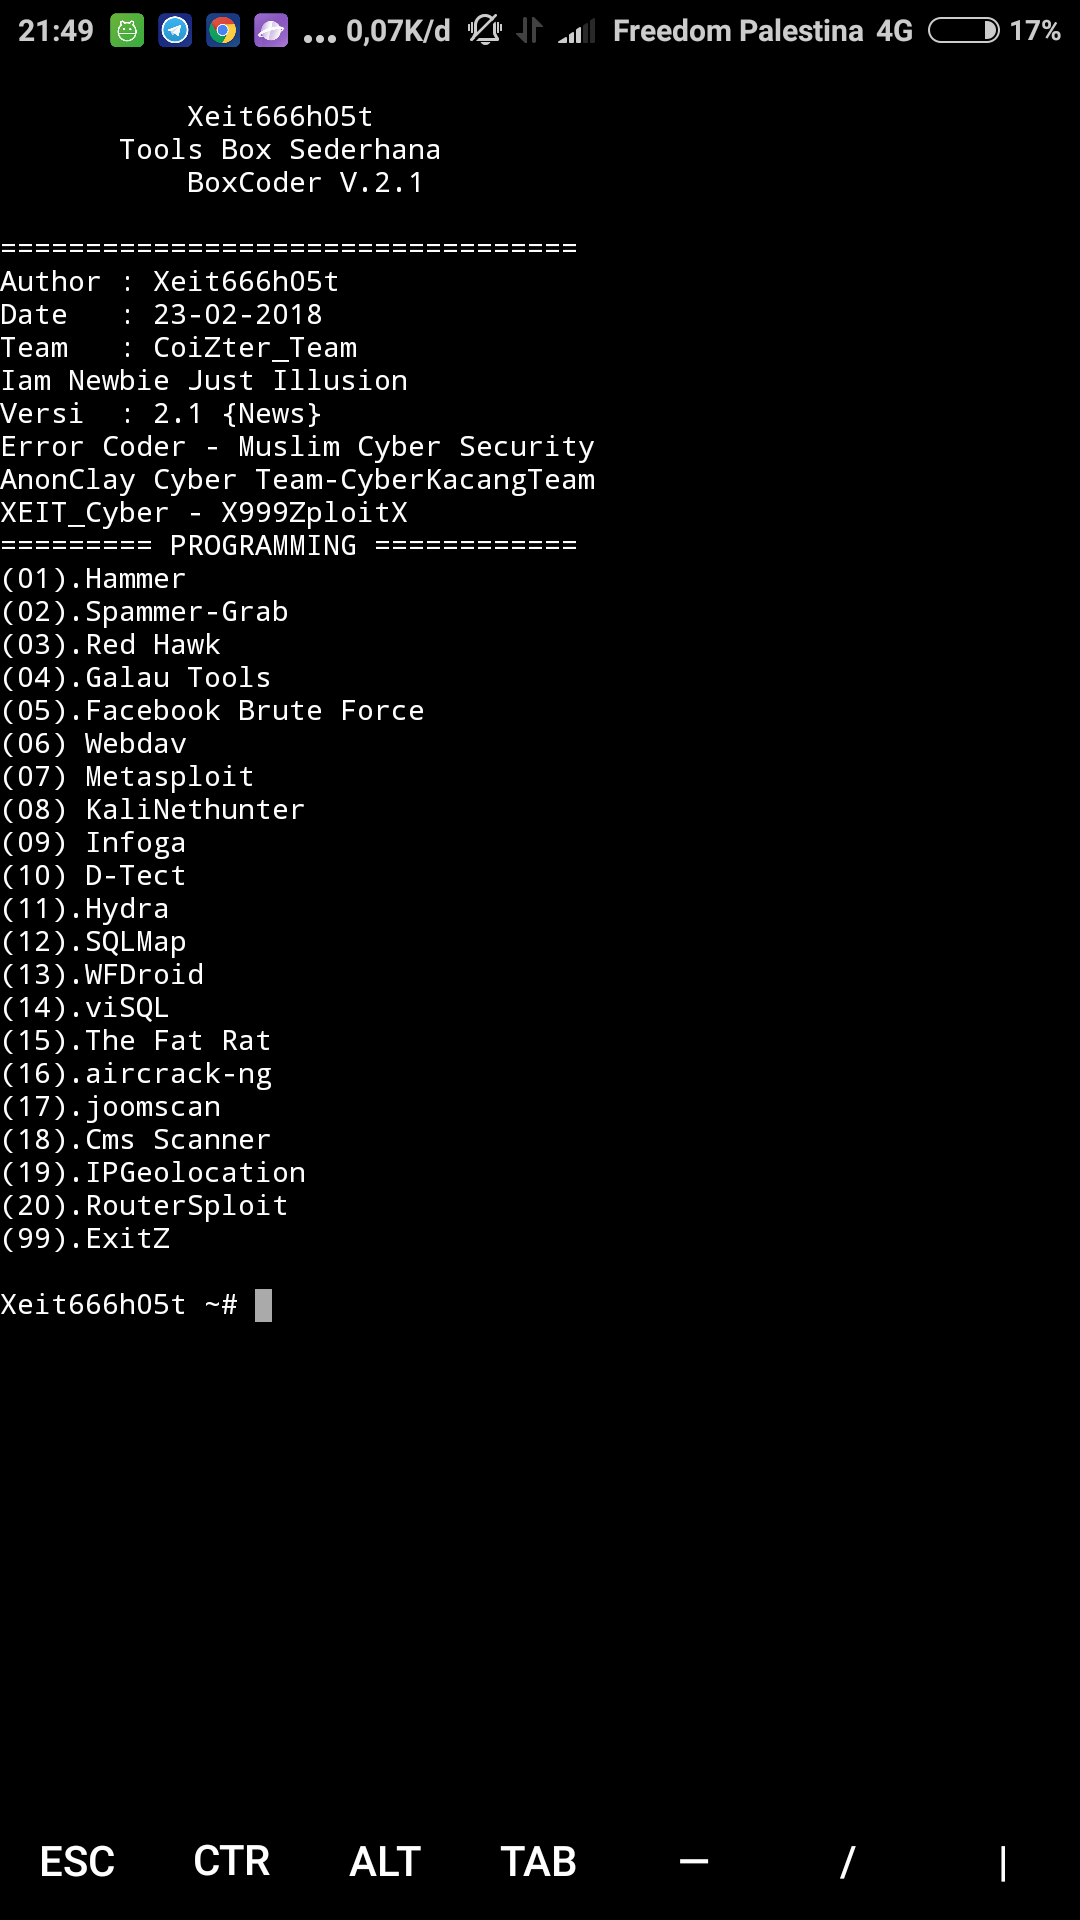 21:49 ... 0,07K/d Freedom Palestina 4G 17%
Xeit666h05t
Tools Box Sederhana
BoxCoder V.2.1
==================================
Author : Xeit666h05t
Date   : 23-02-2018
Team   : CoiZter_Team
Iam Newbie Just Illusion
Versi  : 2.1 {News}
Error Coder - Muslim Cyber Security
AnonClay Cyber Team-CyberKacangTeam
XEIT_Cyber - X999ZploitX
========= PROGRAMMING ============
(01).Hammer
(02).Spammer-Grab
(03).Red Hawk
(04).Galau Tools
(05).Facebook Brute Force
(06) Webdav
(07) Metasploit
(08) KaliNethunter
(09) Infoga
(10) D-Tect
(11).Hydra
(12).SQLMap
(13).WFDroid
(14).viSQL
(15).The Fat Rat
(16).aircrack-ng
(17).joomscan
(18).Cms Scanner
(19).IPGeolocation
(20).RouterSploit
(99).ExitZ
Xeit666h05t ~#
ESC CTR ALT TAB — / |